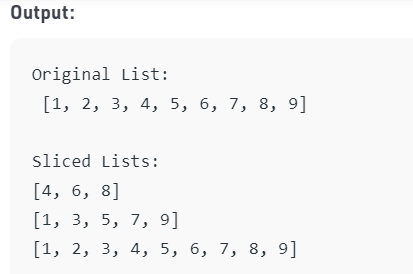 Output:
Original List:
[1, 2, 3, 4, 5, 6, 7, 8, 9]
Sliced Lists:
[4, 6, 8]
[1, 3, 5, 7, 9]
[1, 2, 3, 4, 5, 6, 7, 8, 9]